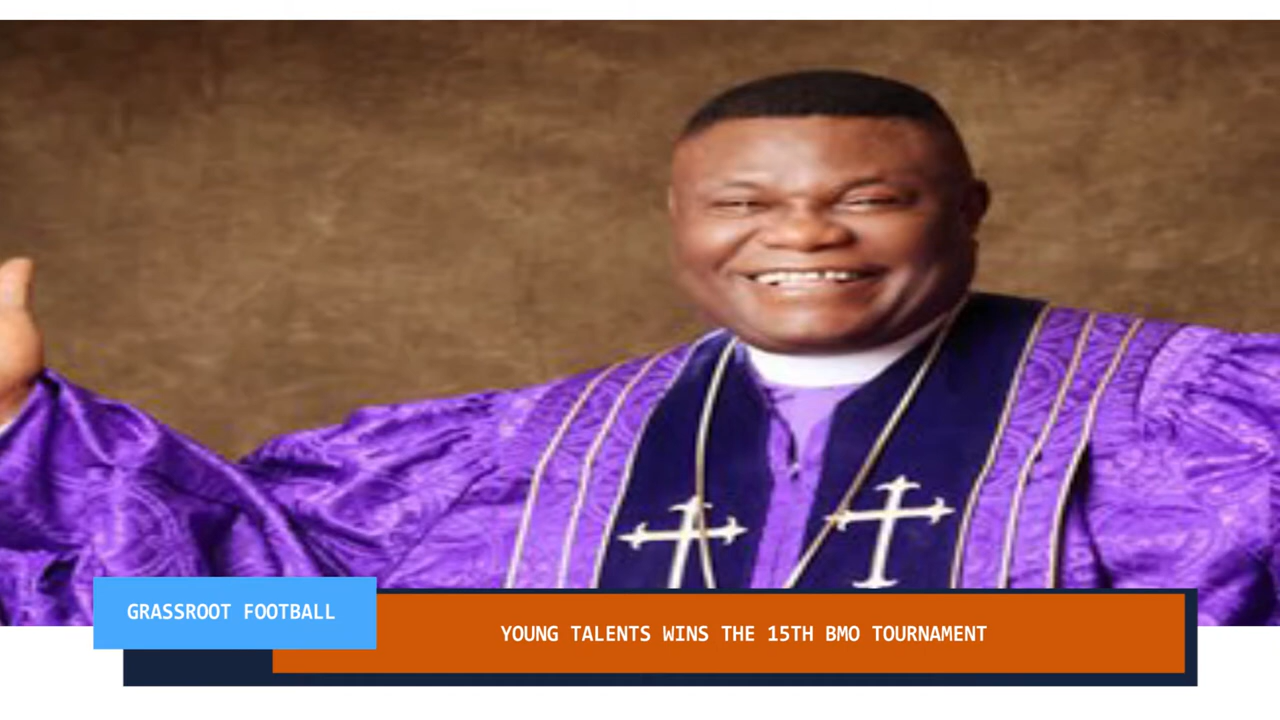 GRASSROOT FOOTBALL
YOUNG TALENTS WINS THE 15TH BMO TOURNAMENT